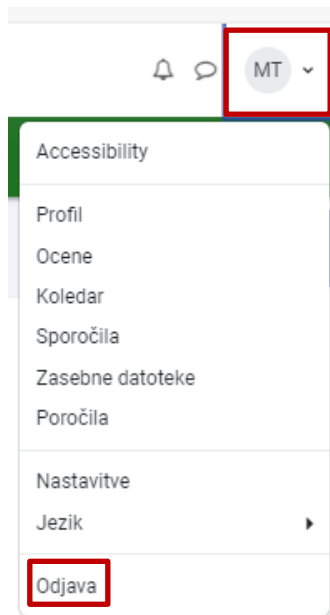 MT
Accessibility
Profil
Ocene
Koledar
Sporočila
Zasebne datoteke
Poročila
Nastavitve
Jezik
Odjava